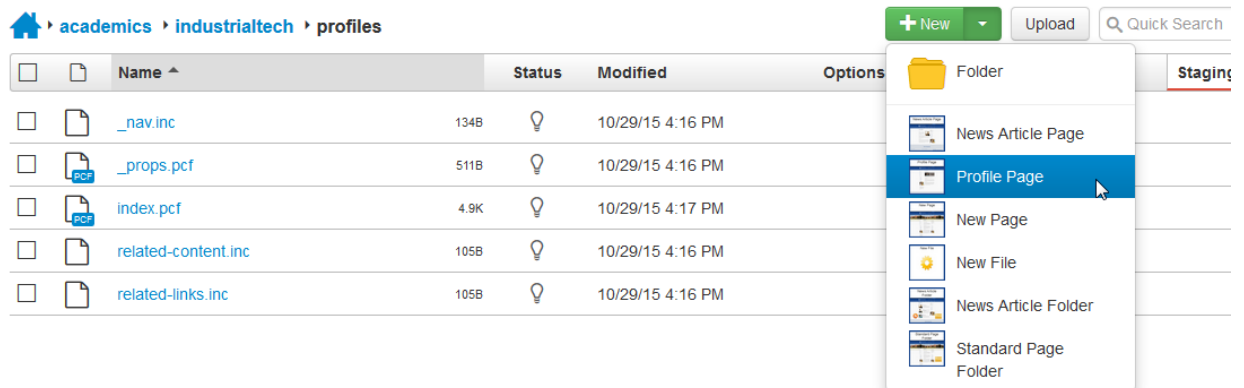 academics industrialtech profiles
New Upload Quick Search
Name Status Modified Options Staging
Folder
_nav.inc 134B 10/29/15 4:16 PM
News Article Page
_props.pcf 511B 10/29/15 4:16 PM
PCF
Profile Page
index.pcf 4.9K 10/29/15 4:17 PM
PCF
New Page
related-content.inc 105B 10/29/15 4:16 PM
New File
related-links.inc 105B 10/29/15 4:16 PM
News Article Folder
Standard Page
Folder